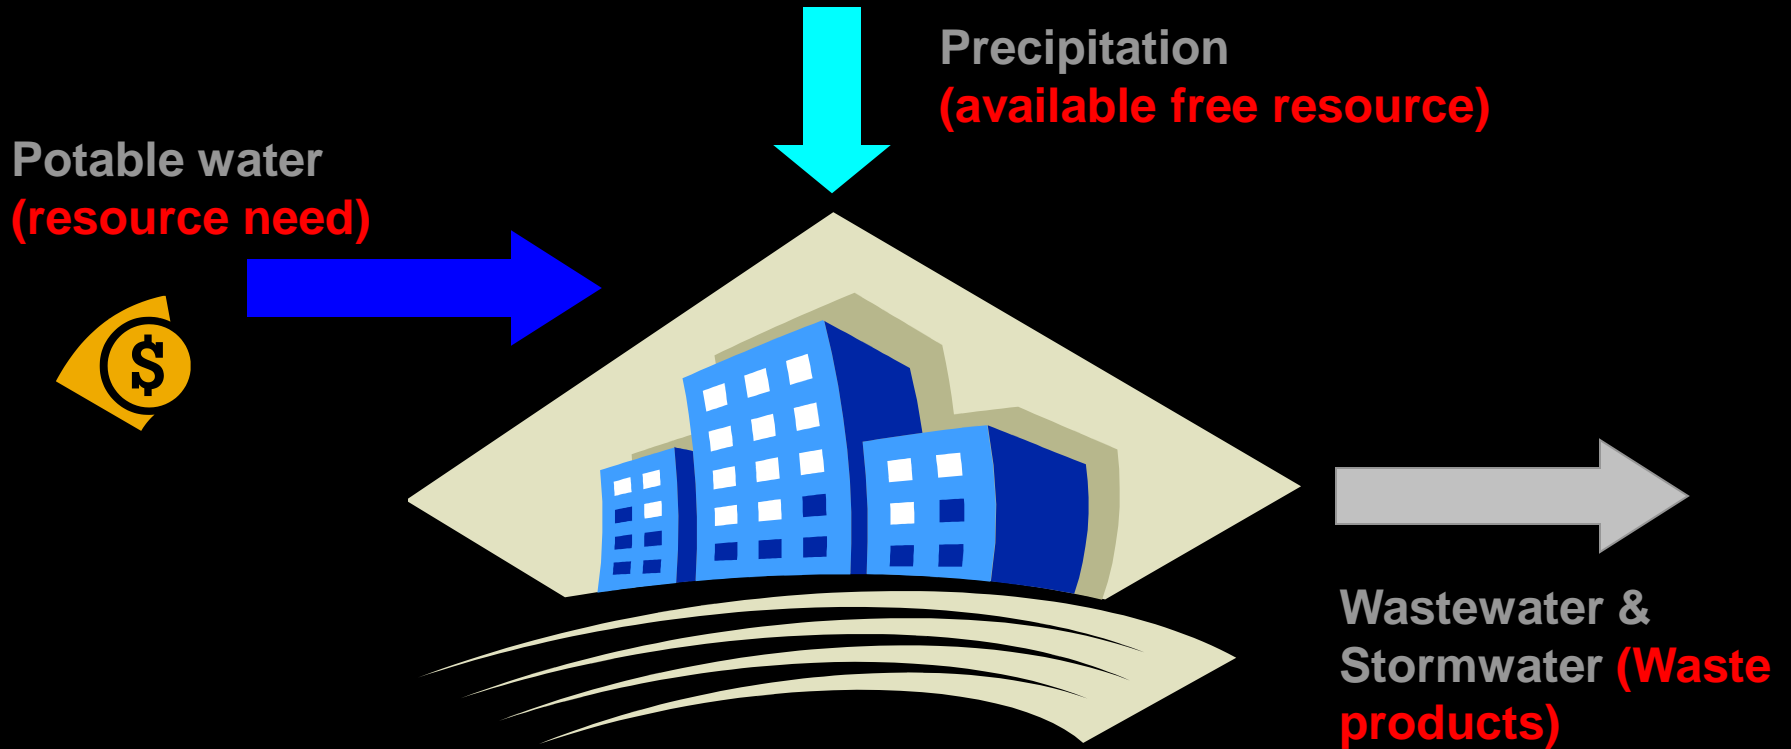 Precipitation
(available free resource)
Potable water
(resource need)
$
Wastewater &
Stormwater (Waste
products)